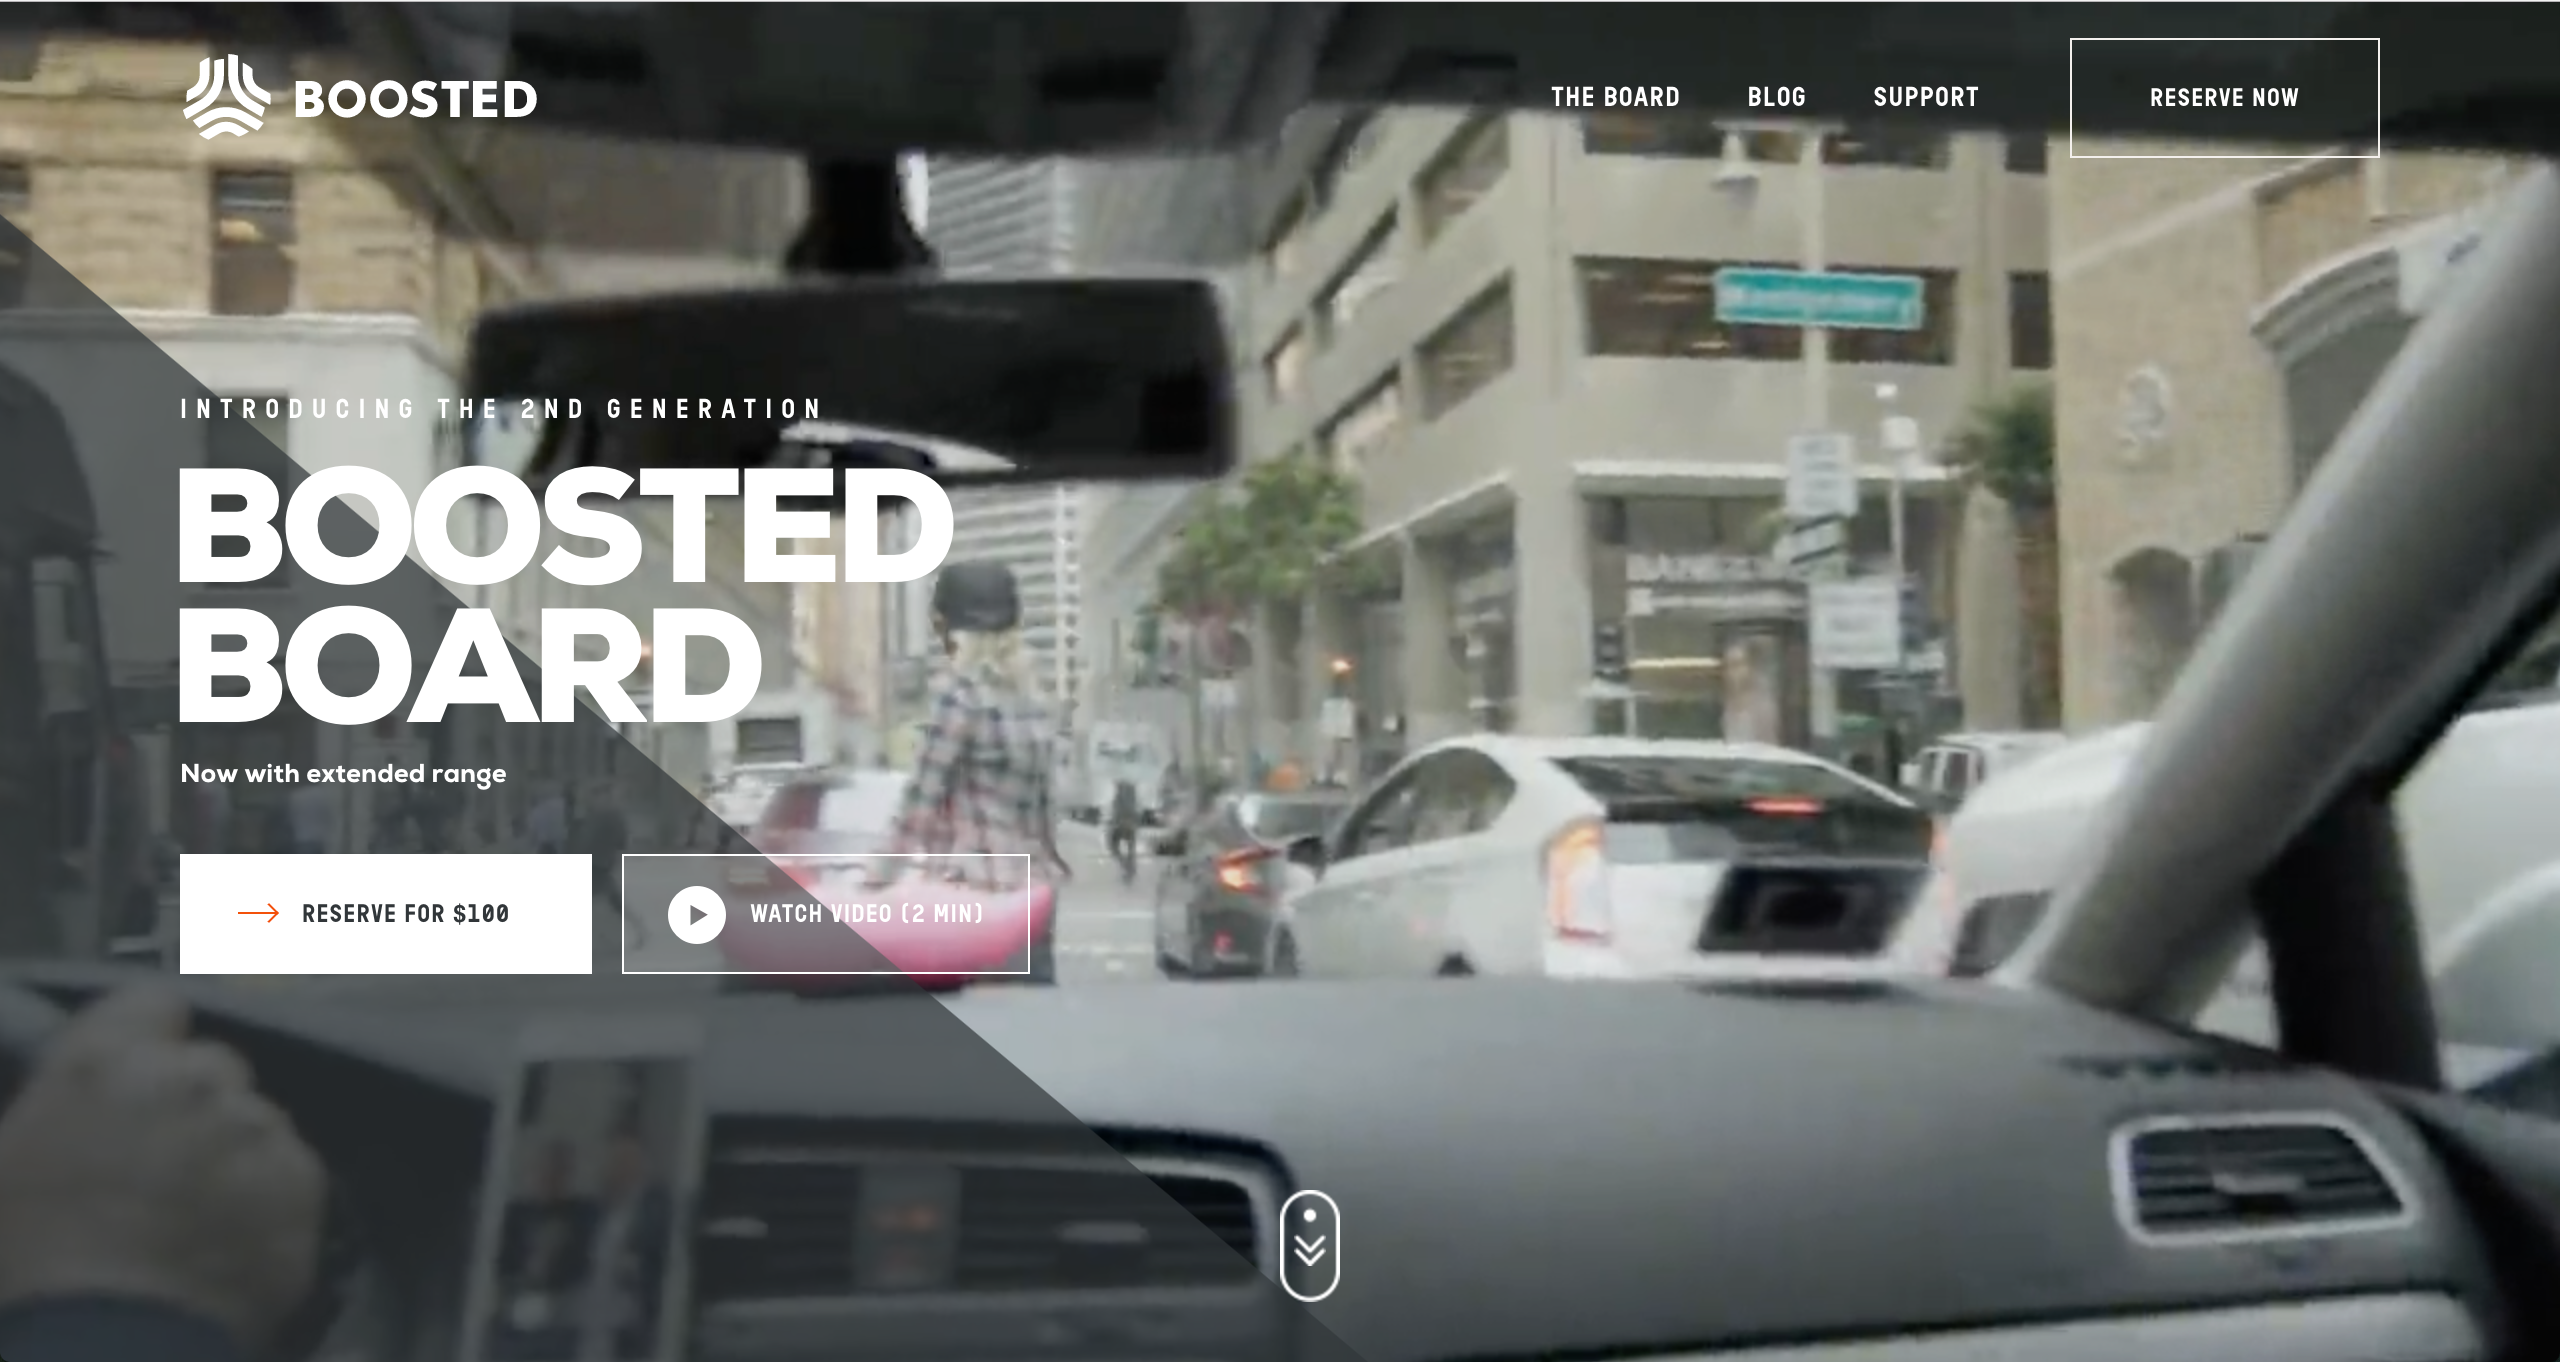 BOOSTED
THE BOARD
BLOG
SUPPORT
RESERVE NOW
INTRODUCING THE 2ND GENERATION
BOOSTED
BOARD
Now with extended range
RESERVE FOR $100
WATCH VIDEO (2 MIN)